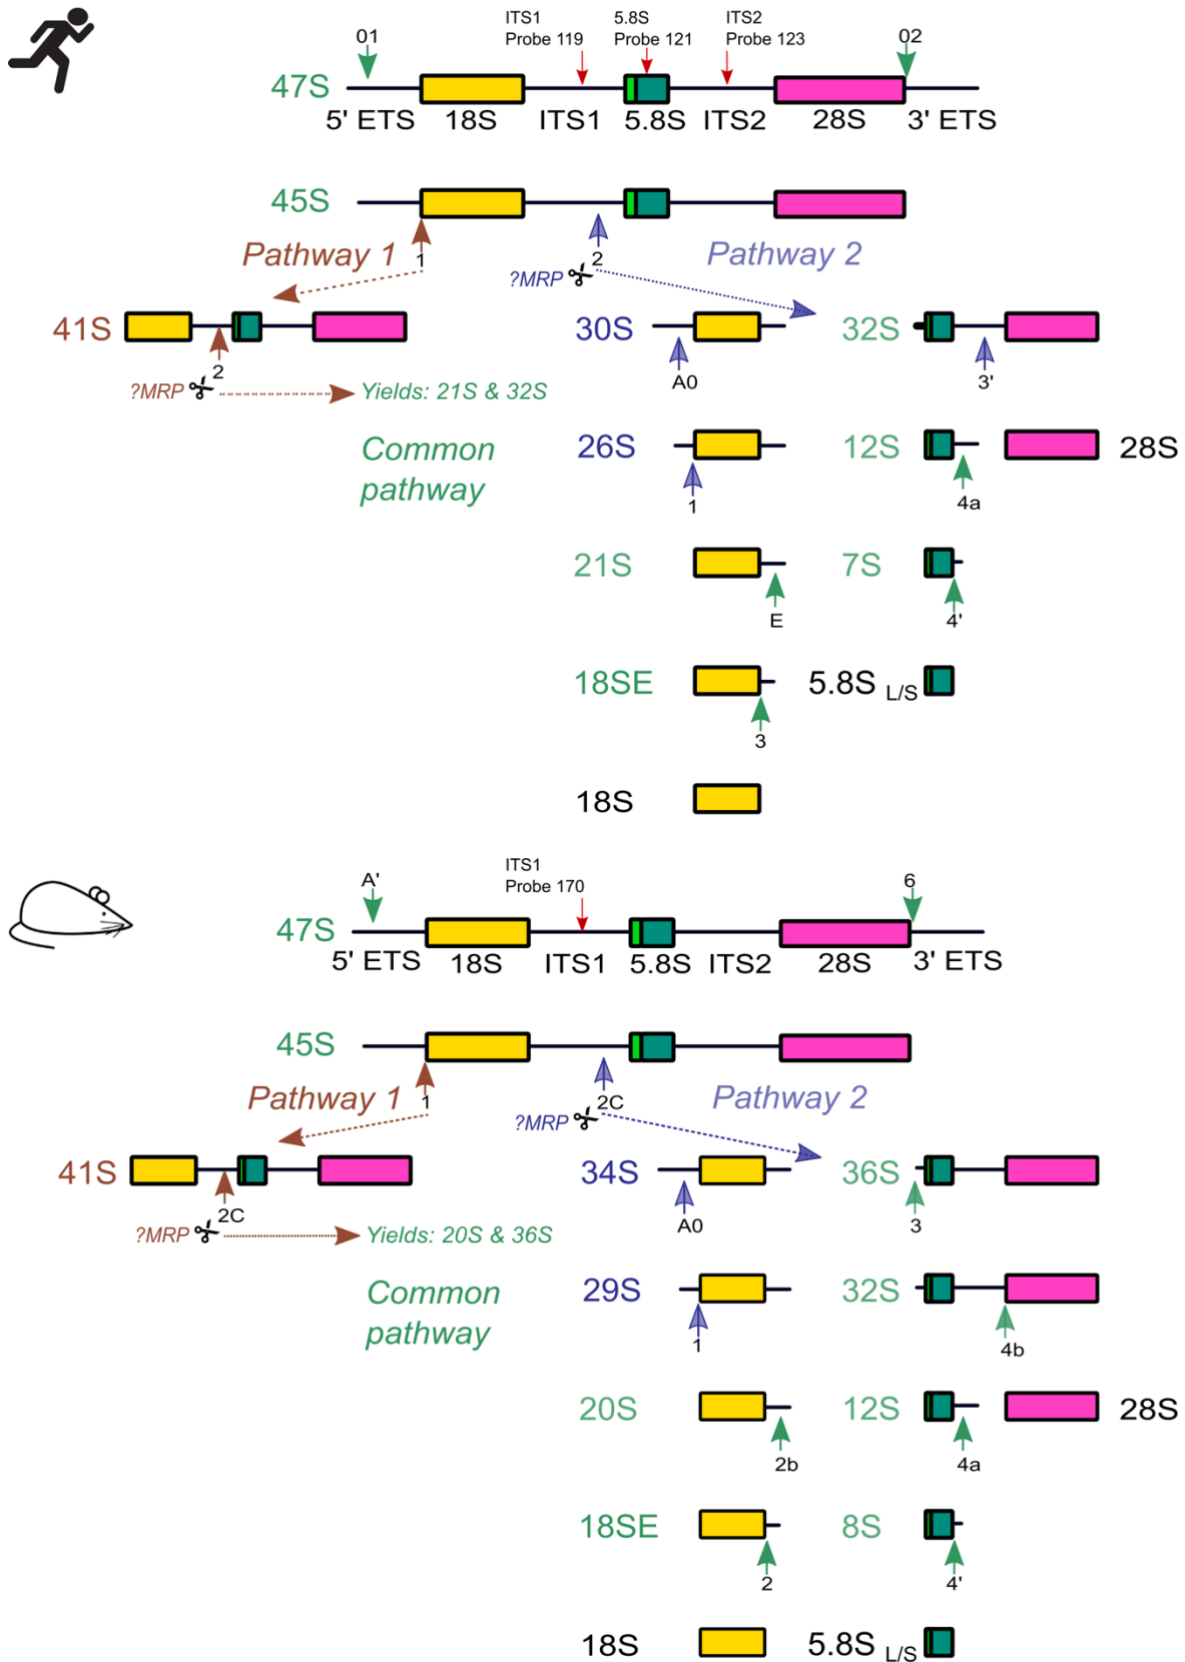 ITS1
Probe 119
5.8S
Probe 121
ITS2
Probe 123
01
02
47S
5' ETS
18S
ITS1
5.8S
ITS2
28S
3' ETS
45S
Pathway 1
1
2
?MRP
Pathway 2
41S
2
?MRP
Yields: 21S & 32S
30S
A0
32S
3'
Common
pathway
26S
1
12S
4a
28S
21S
E
7S
4'
18SE
3
5.8S L/S
18S
ITS1
Probe 170
A'
6
47S
5' ETS
18S
ITS1
5.8S
ITS2
28S
3' ETS
45S
Pathway 1
1
2C
?MRP
Pathway 2
41S
2C
?MRP
Yields: 20S & 36S
34S
A0
36S
3
Common
pathway
29S
1
32S
4b
20S
2b
12S
4a
28S
18SE
2
8S
4'
18S
5.8S L/S